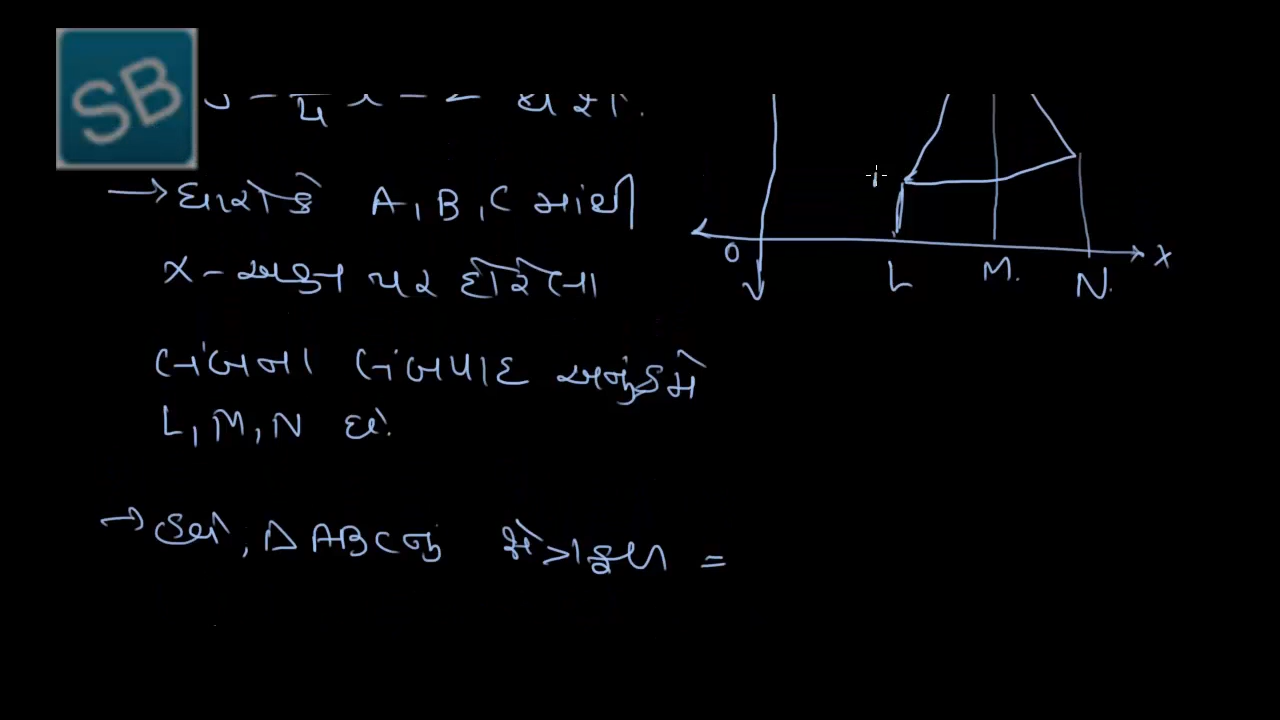 SB
ધારો કે A, B, C માંથી
X-અક્ષ પર દોરેલા
લંબના લંબપાદ અનુક્રમે
L, M, N છે.
→ હવે, Δ ABC નું ક્ષેત્રફળ =
O L M. N. X